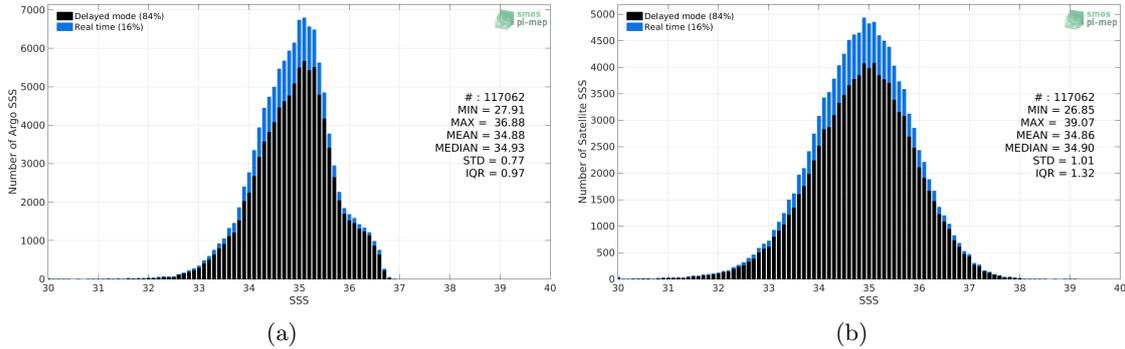 Delayed mode (84%)
Real time (16%)
smos
pi-mep
# : 117062
MIN = 27.91
MAX = 36.88
MEAN = 34.88
MEDIAN = 34.93
STD = 0.77
IQR = 0.97
Number of Argo SSS
7000
6000
5000
4000
3000
2000
1000
0
30 31 32 33 34 35 36 37 38 39 40
SSS
(a)
Delayed mode (84%)
Real time (16%)
smos
pi-mep
# : 117062
MIN = 26.85
MAX = 39.07
MEAN = 34.86
MEDIAN = 34.90
STD = 1.01
IQR = 1.32
Number of Satellite SSS
5000
4500
4000
3500
3000
2500
2000
1500
1000
500
0
30 31 32 33 34 35 36 37 38 39 40
SSS
(b)